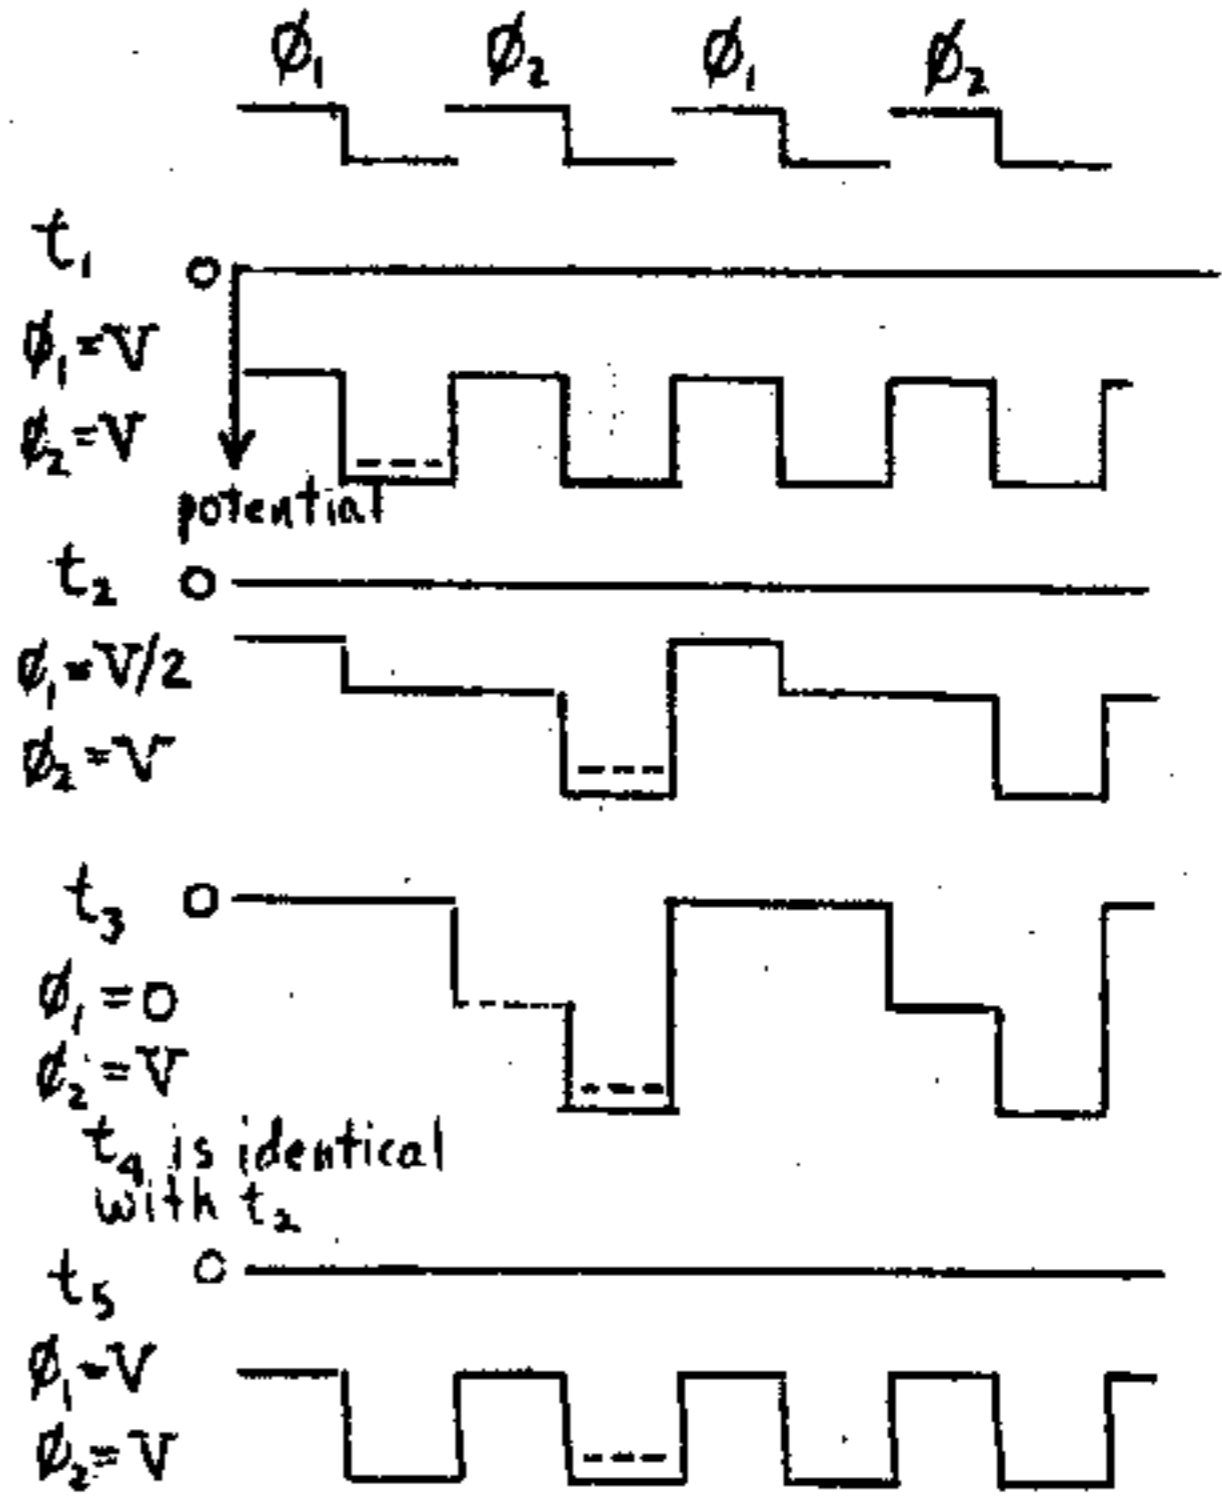 ϕ₁ ϕ₂ ϕ₁ ϕ₂
t₁ 0
ϕ₁=V
ϕ₂=V
potential
t₂ 0
ϕ₁=V/2
ϕ₂=V
t₃ 0
ϕ₁=0
ϕ₂=V
t₄ is identical
with t₂
t₅ 0
ϕ₁=V
ϕ₂=V